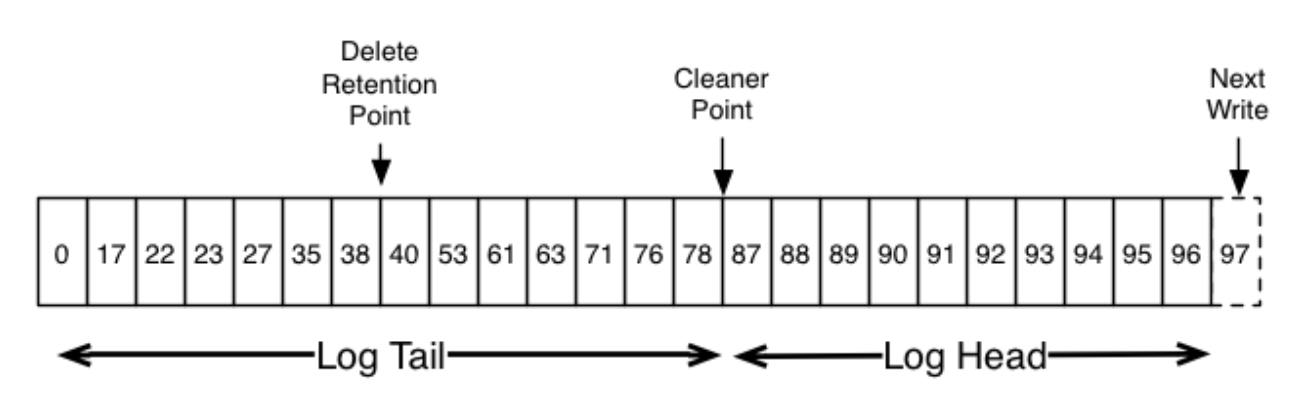 Delete
Retention
Point
Cleaner
Point
Next
Write
0 17 22 23 27 35 38 40 53 61 63 71 76 78 87 88 89 90 91 92 93 94 95 96 97
Log Tail
Log Head